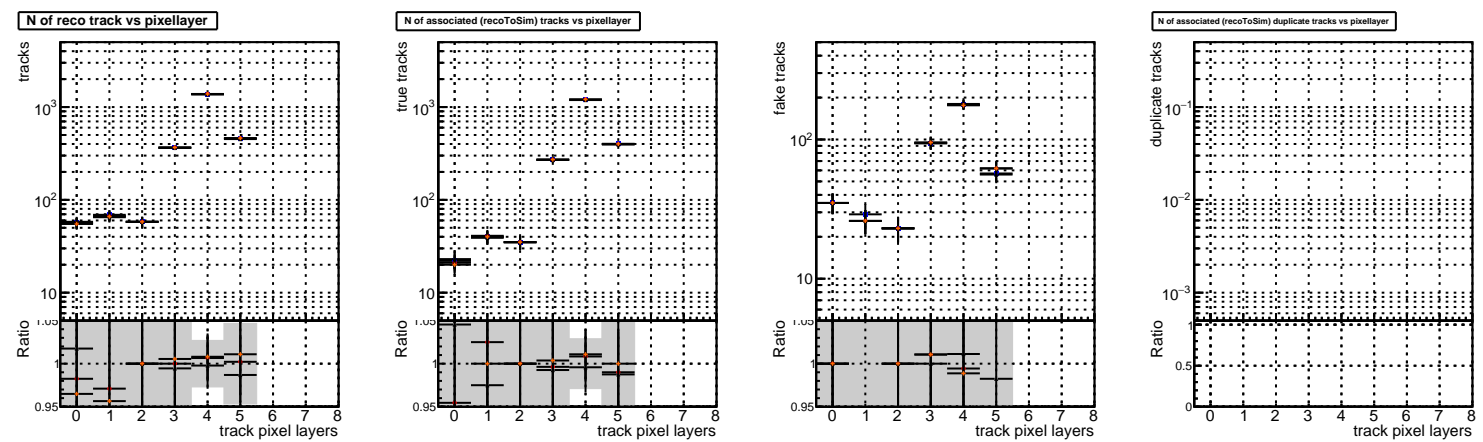 N of reco track vs pixellayer
tracks
10³
10²
10
Ratio
1.05
1
0.95
0 1 2 3 4 5 6 7 8
track pixel layers
N of associated (recoToSim) tracks vs pixellayer
true tracks
10³
10²
10
Ratio
1.05
1
0.95
0 1 2 3 4 5 6 7 8
track pixel layers
fake tracks
10²
10
Ratio
1.05
1
0.95
0 1 2 3 4 5 6 7 8
track pixel layers
N of associated (recoToSim) duplicate tracks vs pixellayer
duplicate tracks
10⁻¹
10⁻²
10⁻³
Ratio
1
0.5
0
0 1 2 3 4 5 6 7 8
track pixel layers